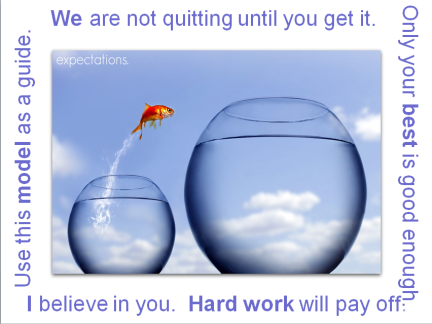 We are not quitting until you get it.
expectations.
Only your best is good enough
Use this model as a guide.
I believe in you.  Hard work will pay off.